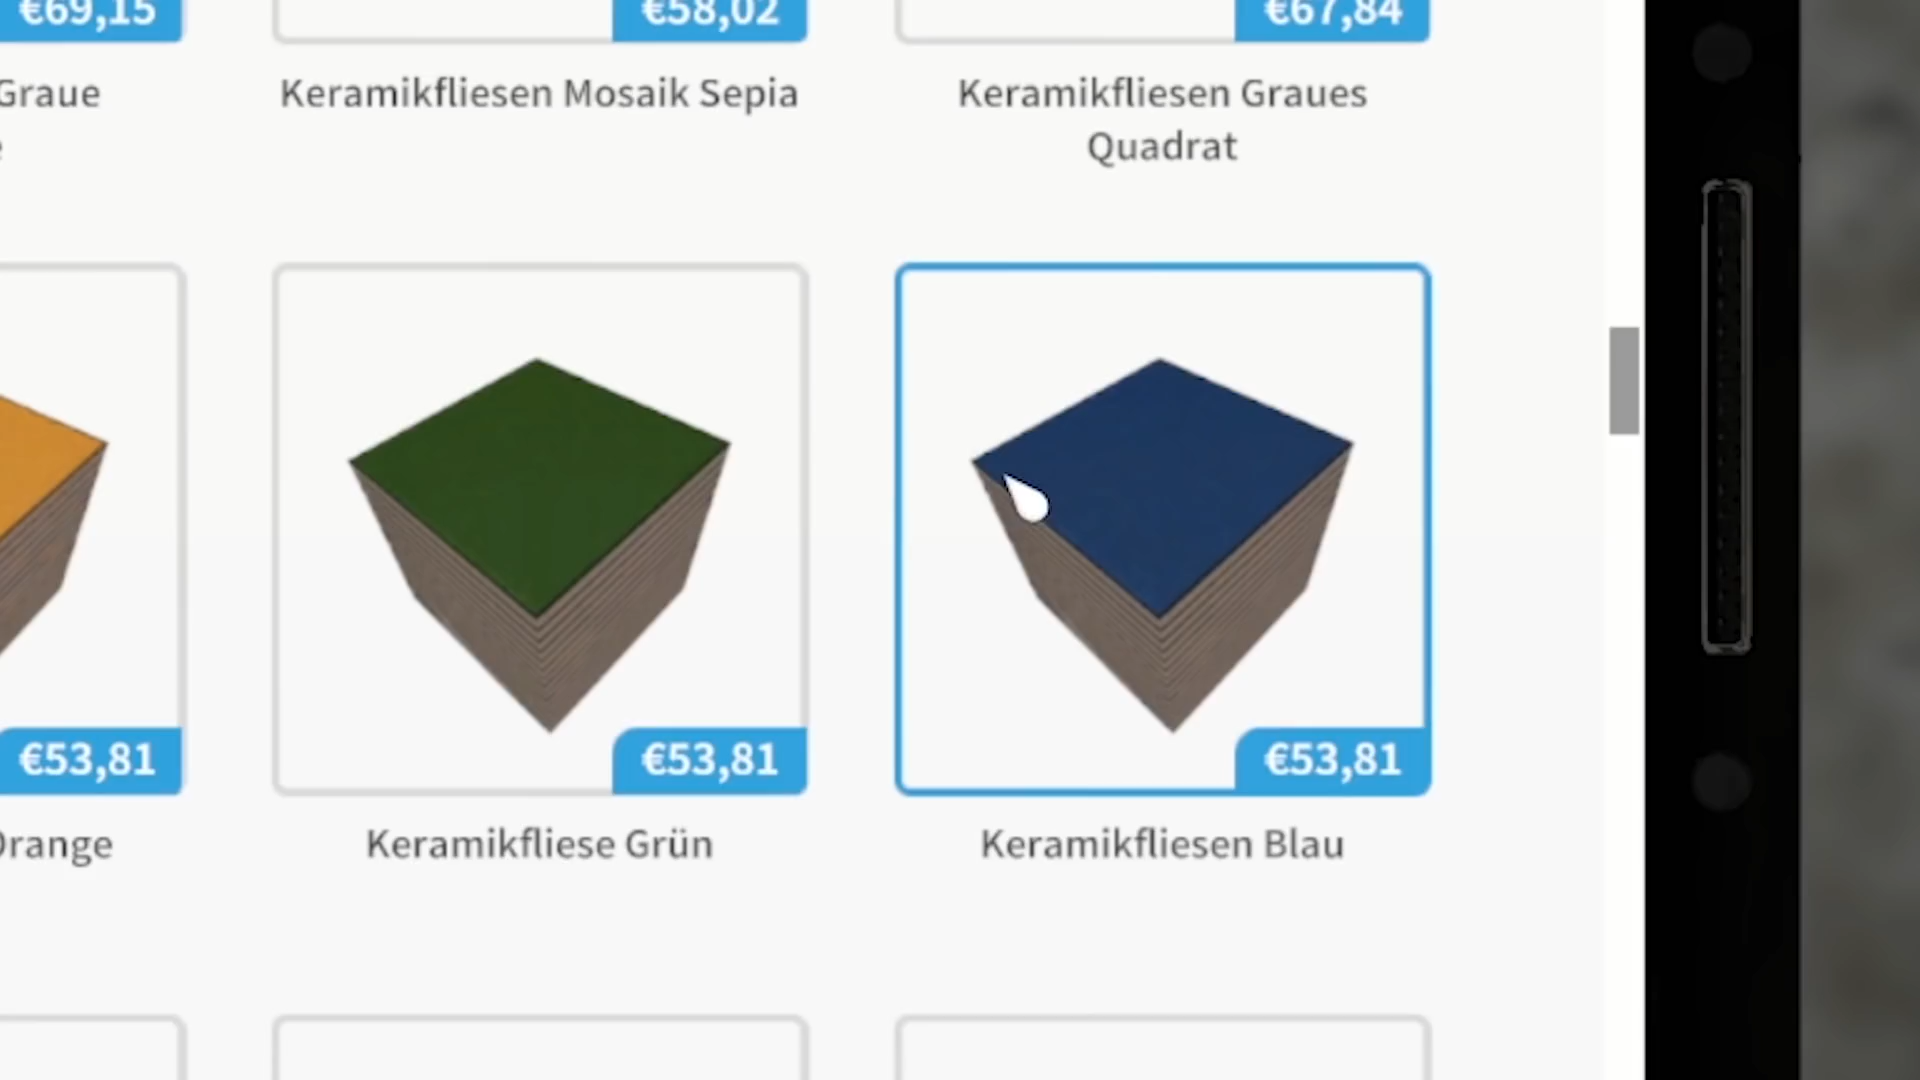 €69,15
€58,02
€67,84
Graue
Keramikfliesen Mosaik Sepia
Keramikfliesen Graues
Quadrat
€53,81
€53,81
€53,81
Orange
Keramikfliese Grün
Keramikfliesen Blau